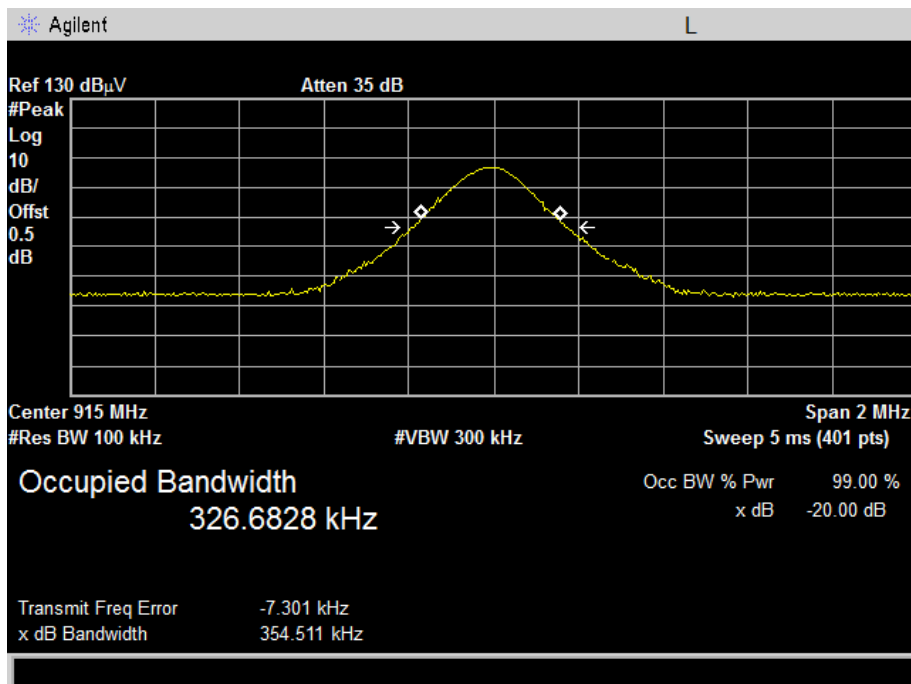 Agilent L
Ref 130 dBμV Atten 35 dB
#Peak
Log
10
dB/
Offst
0.5
dB
Center 915 MHz Span 2 MHz
#Res BW 100 kHz #VBW 300 kHz Sweep 5 ms (401 pts)
Occupied Bandwidth Occ BW % Pwr 99.00 %
326.6828 kHz x dB -20.00 dB
Transmit Freq Error -7.301 kHz
x dB Bandwidth 354.511 kHz